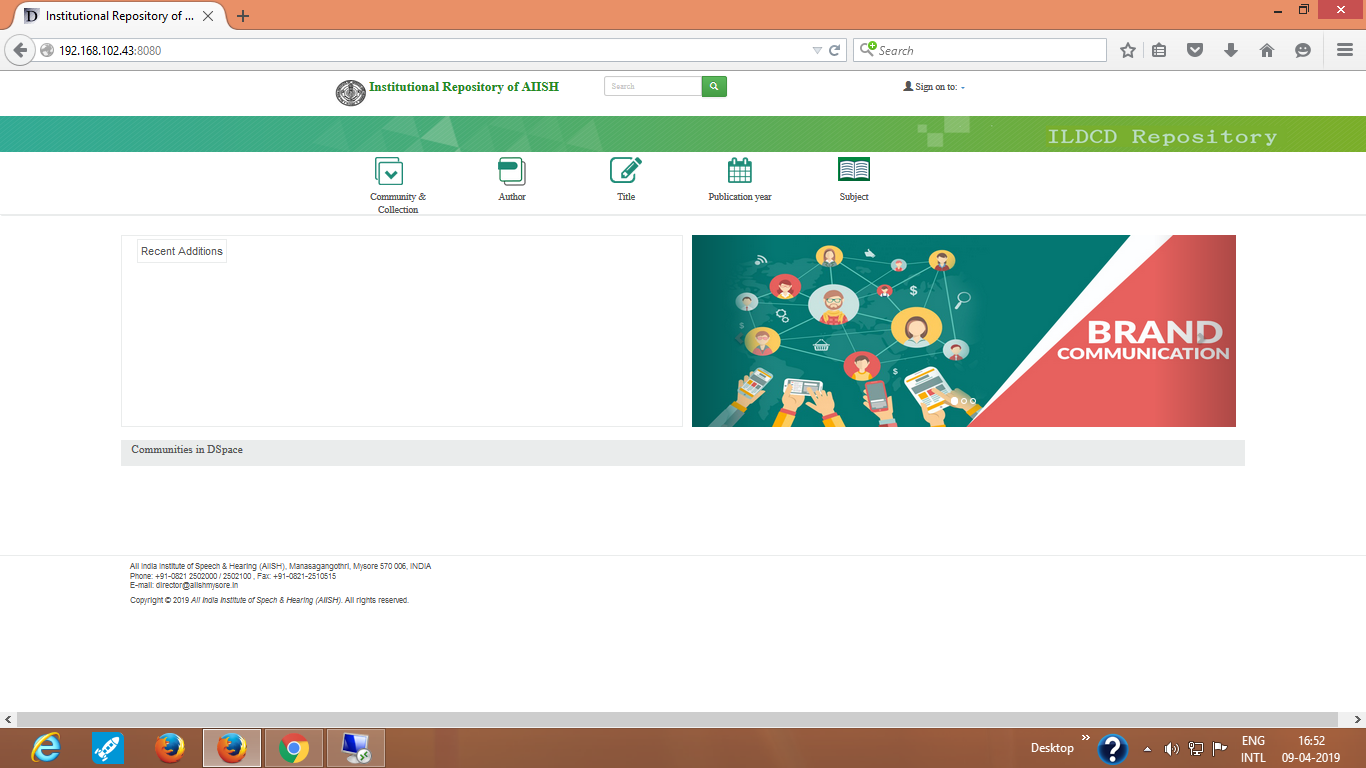 Institutional Repository of ...
192.168.102.43:8080
Search
Institutional Repository of AIISH
Search
Sign on to:
ILDCD Repository
Community &
Collection
Author
Title
Publication year
Subject
Recent Additions
BRAND
COMMUNICATION
Communities in DSpace
All India Institute of Speech & Hearing (AIISH), Manasagangothri, Mysore 570 006, INDIA
Phone: +91-0821 2502000 / 2502100 , Fax: +91-0821-2510515
E-mail: director@aiishmysore.in
Copyright © 2019 All India Institute of Spech & Hearing (AIISH). All rights reserved.
Desktop
ENG
INTL
16:52
09-04-2019